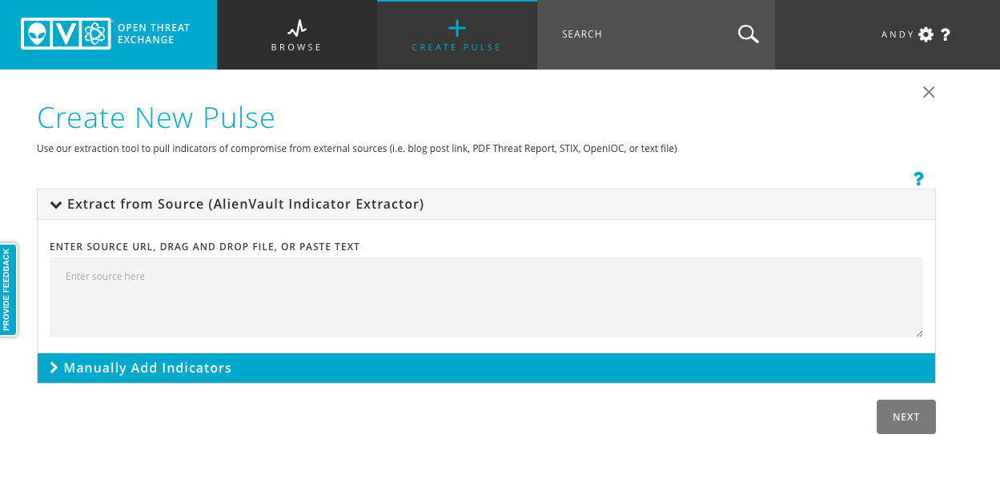 OPEN THREAT
EXCHANGE
BROWSE
CREATE PULSE
SEARCH
ANDY ?
Create New Pulse
Use our extraction tool to pull indicators of compromise from external sources (i.e. blog post link, PDF Threat Report, STIX, OpenIOC, or text file)
?
Extract from Source (AlienVault Indicator Extractor)
ENTER SOURCE URL, DRAG AND DROP FILE, OR PASTE TEXT
Enter source here
PROVIDE FEEDBACK
Manually Add Indicators
NEXT